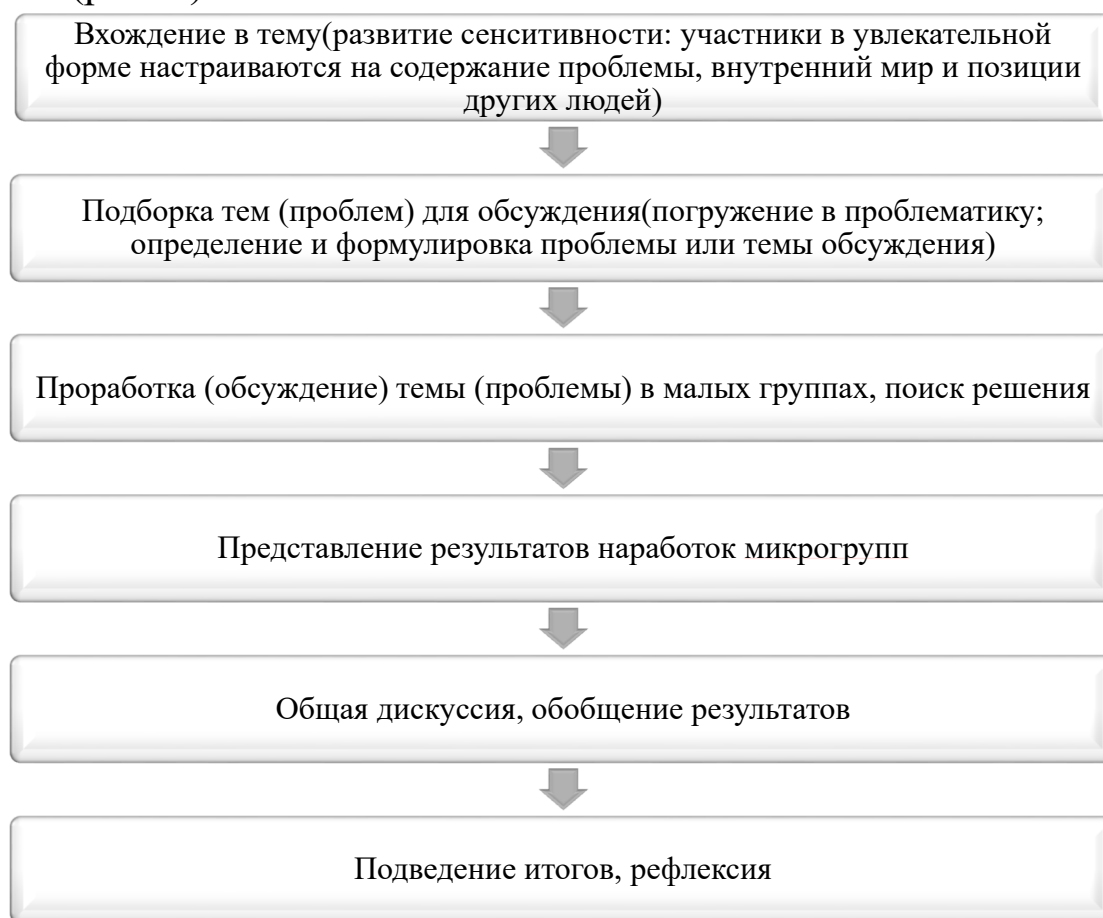 Вхождение в тему(развитие сенситивности: участники в увлекательной
форме настраиваются на содержание проблемы, внутренний мир и позиции
других людей)
Подборка тем (проблем) для обсуждения(погружение в проблематику;
определение и формулировка проблемы или темы обсуждения)
Проработка (обсуждение) темы (проблемы) в малых группах, поиск решения
Представление результатов наработок микрогрупп
Общая дискуссия, обобщение результатов
Подведение итогов, рефлексия